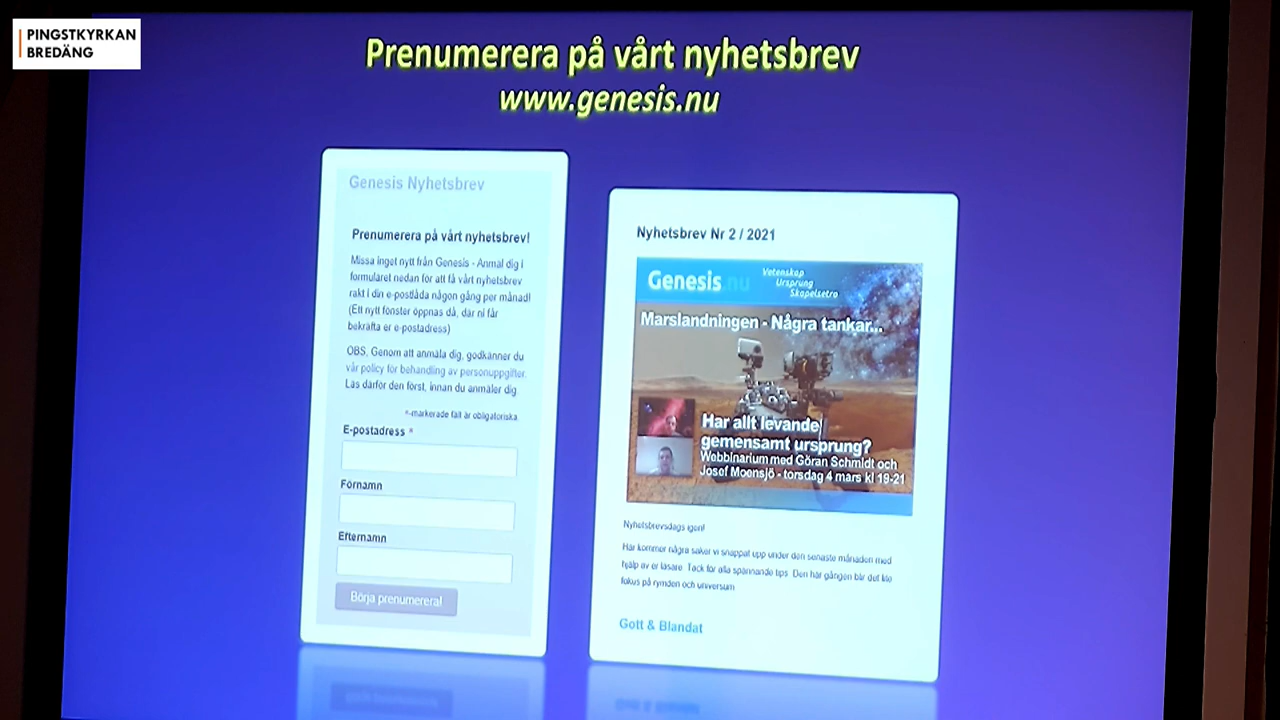 PINGSTKYRKAN
BREDÄNG
Prenumerera på vårt nyhetsbrev
www.genesis.nu
Genesis Nyhetsbrev
Prenumerera på vårt nyhetsbrev!
Missa inget nytt från Genesis - Anmäl dig i
formuläret nedan för att få vårt nyhetsbrev
rakt i din e-postlåda någon gång per månad!
(Ett nytt fönster öppnas då, där ni får
bekräfta er e-postadress)
OBS, Genom att anmäla dig, godkänner du
vår policy för behandling av personuppgifter.
Läs därför den först, innan du anmäler dig
*-markerade fält är obligatoriska.
E-postadress *
Förnamn
Efternamn
Börja prenumerera!
Nyhetsbrev Nr 2 / 2021
Genesis.nu
Vetenskap
Ursprung
Skapelsetro
Marslandningen - Några tankar...
Har allt levande
gemensamt ursprung?
Webbinarium med Göran Schmidt och
Josef Moensjö - torsdag 4 mars kl 19-21
Nyhetsbrevsdags igen!
Här kommer några saker vi snappat upp under den senaste månaden med
hjälp av er läsare. Tack för alla spännande tips. Den här gången blir det lite
fokus på rymden och universum
Gott & Blandat